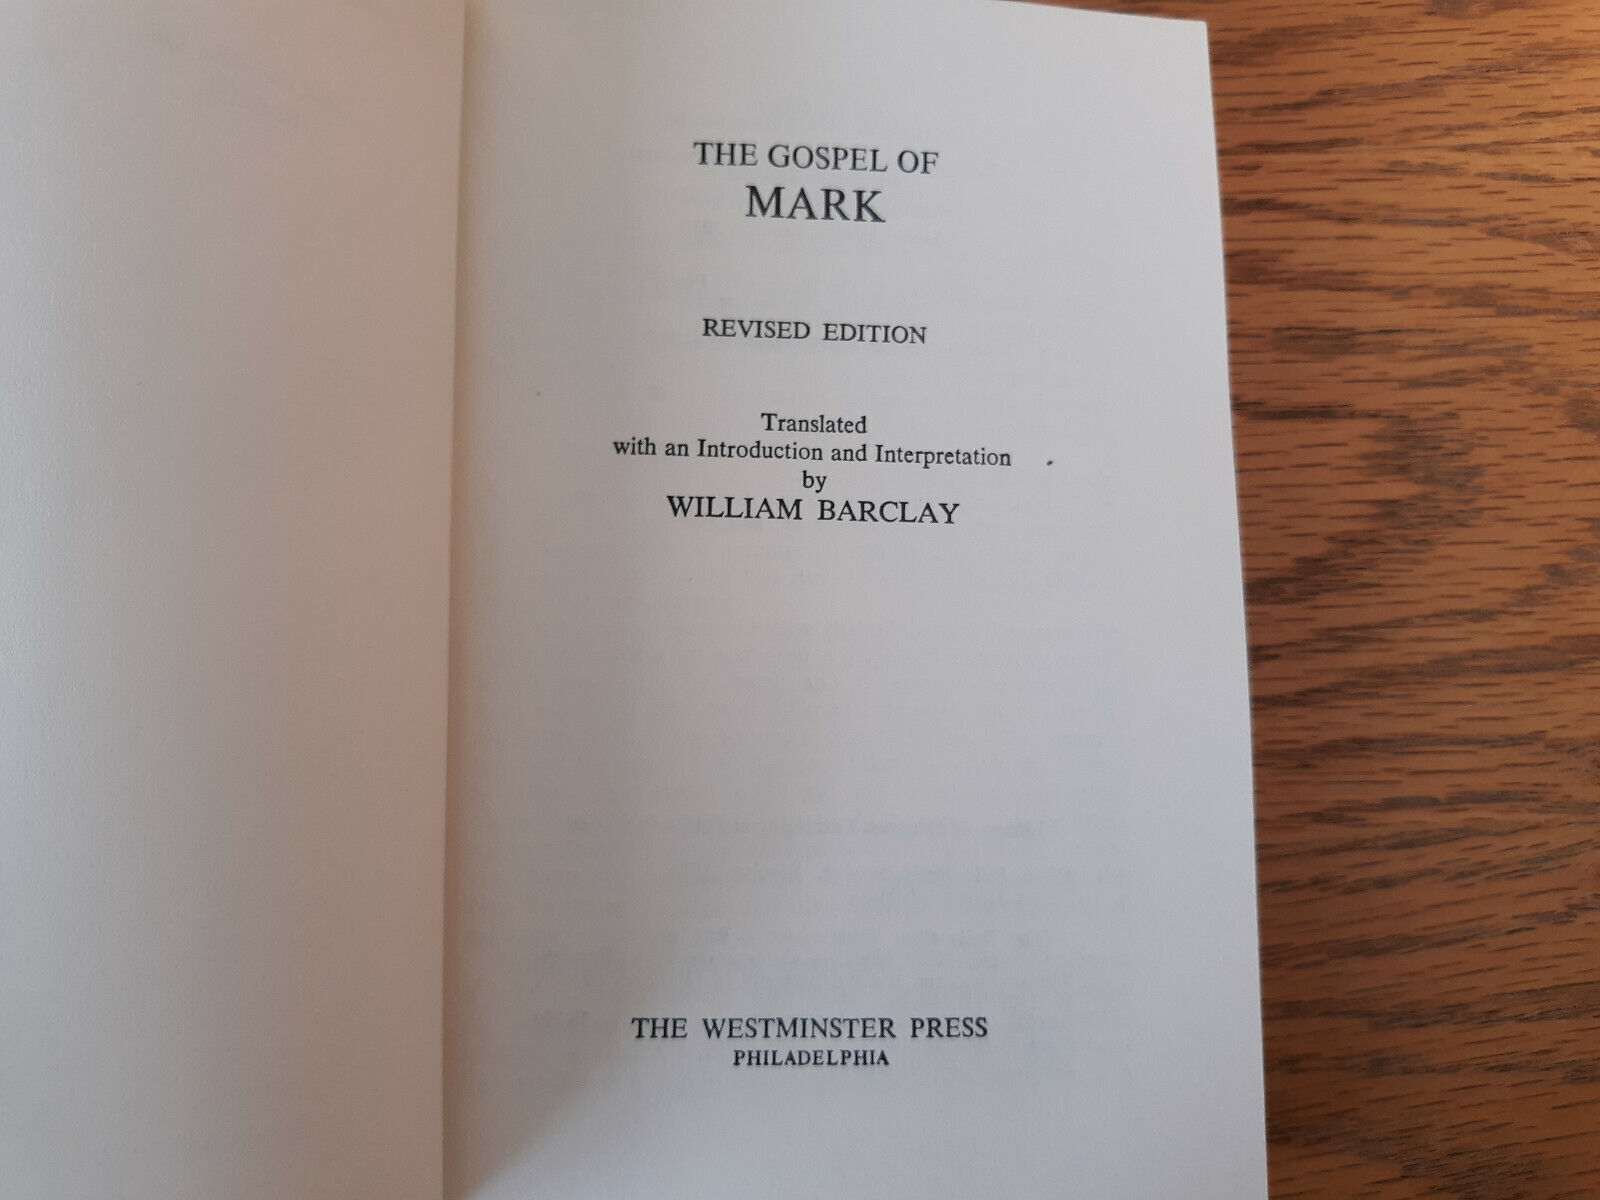 THE GOSPEL OF
MARK
REVISED EDITION
Translated
with an Introduction and Interpretation
by
WILLIAM BARCLAY
THE WESTMINSTER PRESS
PHILADELPHIA